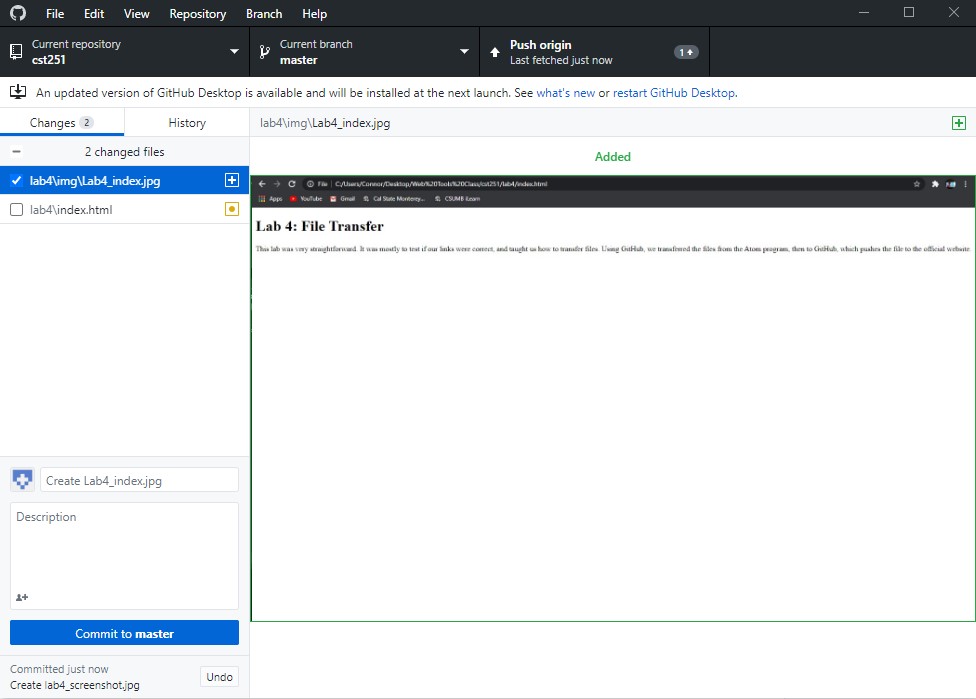 File Edit View Repository Branch Help
Current repository
cst251
Current branch
master
Push origin
Last fetched just now
1
An updated version of GitHub Desktop is available and will be installed at the next launch. See what's new or restart GitHub Desktop.
Changes 2
History
lab4\img\Lab4_index.jpg
2 changed files
Added
lab4\img\Lab4_index.jpg
lab4\index.html
File C:/Users/Connor/Desktop/Web%20Tools%20Class/cst251/lab4/index.html
Apps YouTube Gmail Cal State Monterey... CSUMB iLearn
Lab 4: File Transfer
This lab was very straightforward. It was mostly to test if our links were correct, and taught us how to transfer files. Using GitHub, we transferred the files from the Atom program, then to GitHub, which pushes the file to the official website.
Create Lab4_index.jpg
Description
Commit to master
Committed just now
Create lab4_screenshot.jpg
Undo